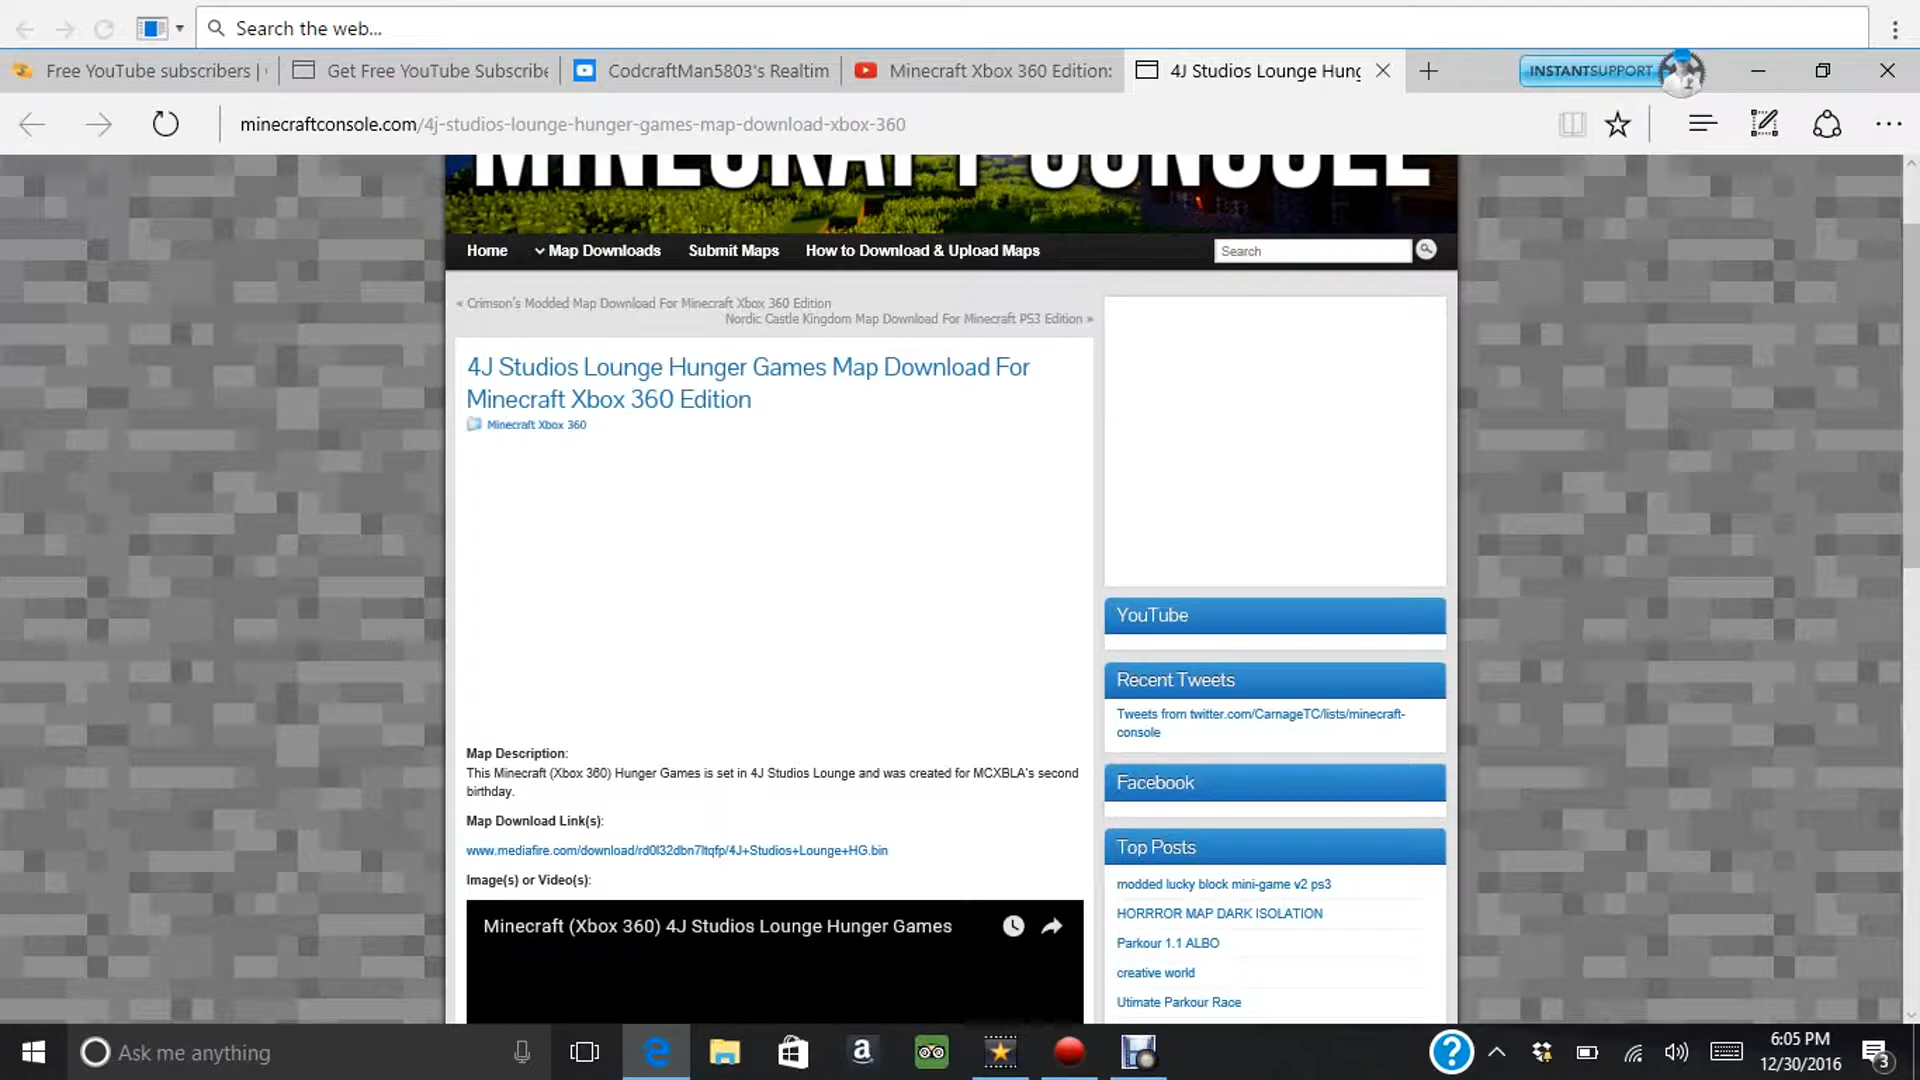 Search the web...
Free YouTube subscribers |
Get Free YouTube Subscribe
CodcraftMan5803's Realtim
Minecraft Xbox 360 Edition:
4J Studios Lounge Hung
INSTANTSUPPORT
minecraftconsole.com/4j-studios-lounge-hunger-games-map-download-xbox-360
MINECRAFT CONSOLE
Home
Map Downloads
Submit Maps
How to Download & Upload Maps
Search
« Crimson's Modded Map Download For Minecraft Xbox 360 Edition
Nordic Castle Kingdom Map Download For Minecraft PS3 Edition »
4J Studios Lounge Hunger Games Map Download For
Minecraft Xbox 360 Edition
Minecraft Xbox 360
Map Description:
This Minecraft (Xbox 360) Hunger Games is set in 4J Studios Lounge and was created for MCXBLA's second
birthday.
Map Download Link(s):
www.mediafire.com/download/rd0l32dbn7ltqfp/4J+Studios+Lounge+HG.bin
Image(s) or Video(s):
Minecraft (Xbox 360) 4J Studios Lounge Hunger Games
YouTube
Recent Tweets
Tweets from twitter.com/CarnageTC/lists/minecraft-
console
Facebook
Top Posts
modded lucky block mini-game v2 ps3
HORRROR MAP DARK ISOLATION
Parkour 1.1 ALBO
creative world
Utimate Parkour Race
Ask me anything
6:05 PM
12/30/2016
3